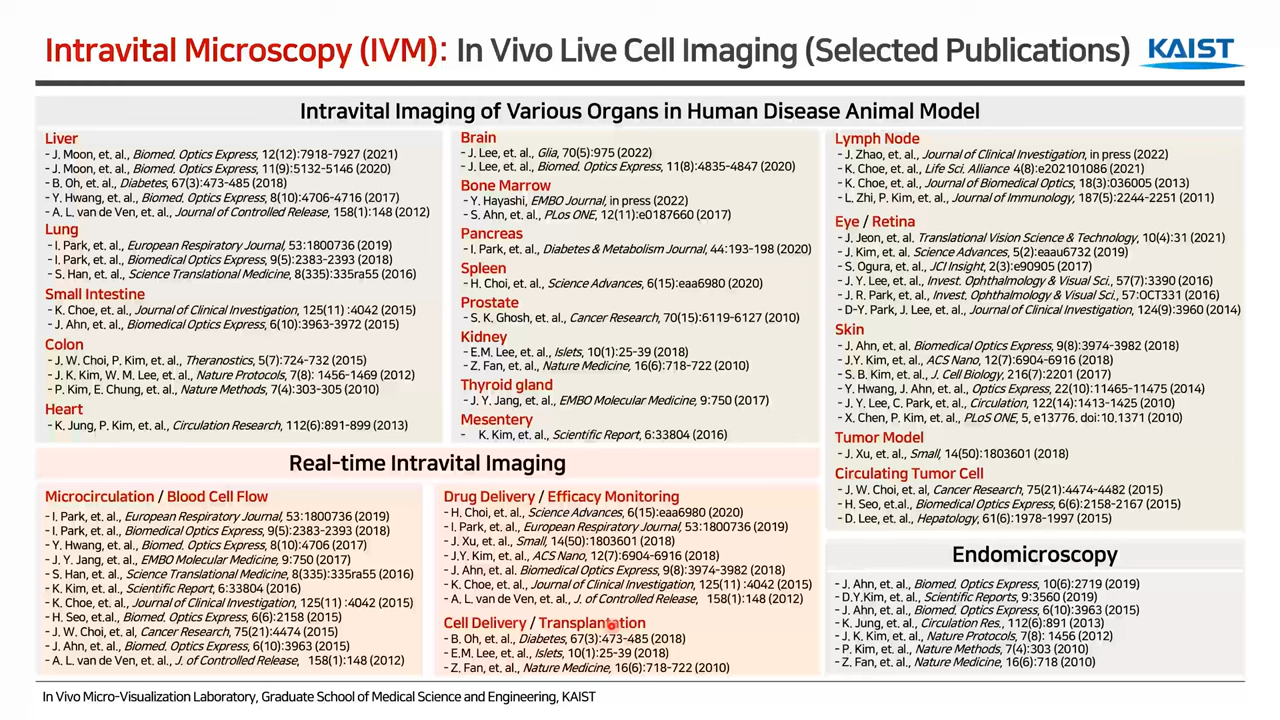 Intravital Microscopy (IVM): In Vivo Live Cell Imaging (Selected Publications)
KAIST
Intravital Imaging of Various Organs in Human Disease Animal Model
Liver
- J. Moon, et. al., Biomed. Optics Express, 12(12):7918-7927 (2021)
- J. Moon, et. al., Biomed. Optics Express, 11(9):5132-5146 (2020)
- B. Oh, et. al., Diabetes, 67(3):473-485 (2018)
- Y. Hwang, et. al., Biomed. Optics Express, 8(10):4706-4716 (2017)
- A. L. van de Ven, et. al., Journal of Controlled Release, 158(1):148 (2012)
Lung
- I. Park, et. al., European Respiratory Journal, 53:1800736 (2019)
- I. Park, et. al., Biomedical Optics Express, 9(5):2383-2393 (2018)
- S. Han, et. al., Science Translational Medicine, 8(335):335ra55 (2016)
Small Intestine
- K. Choe, et. al., Journal of Clinical Investigation, 125(11) :4042 (2015)
- J. Ahn, et. al., Biomedical Optics Express, 6(10):3963-3972 (2015)
Colon
- J. W. Choi, P. Kim, et. al., Theranostics, 5(7):724-732 (2015)
- J. K. Kim, W. M. Lee, et. al., Nature Protocols, 7(8): 1456-1469 (2012)
- P. Kim, E. Chung, et. al., Nature Methods, 7(4):303-305 (2010)
Heart
- K. Jung, P. Kim, et. al., Circulation Research, 112(6):891-899 (2013)
Brain
- J. Lee, et. al., Glia, 70(5):975 (2022)
- J. Lee, et. al., Biomed. Optics Express, 11(8):4835-4847 (2020)
Bone Marrow
- Y. Hayashi, EMBO Journal, in press (2022)
- S. Ahn, et. al., PLos ONE, 12(11):e0187660 (2017)
Pancreas
- I. Park, et. al., Diabetes & Metabolism Journal, 44:193-198 (2020)
Spleen
- H. Choi, et. al., Science Advances, 6(15):eaa6980 (2020)
Prostate
- S. K. Ghosh, et. al., Cancer Research, 70(15):6119-6127 (2010)
Kidney
- E.M. Lee, et. al., Islets, 10(1):25-39 (2018)
- Z. Fan, et. al., Nature Medicine, 16(6):718-722 (2010)
Thyroid gland
- J. Y. Jang, et. al., EMBO Molecular Medicine, 9:750 (2017)
Mesentery
- K. Kim, et. al., Scientific Report, 6:33804 (2016)
Lymph Node
- J. Zhao, et. al., Journal of Clinical Investigation, in press (2022)
- K. Choe, et. al., Life Sci. Alliance 4(8):e202101086 (2021)
- K. Choe, et. al., Journal of Biomedical Optics, 18(3):036005 (2013)
- L. Zhi, P. Kim, et. al., Journal of Immunology, 187(5):2244-2251 (2011)
Eye / Retina
- J. Jeon, et. al, Translational Vision Science & Technology, 10(4):31 (2021)
- J. Kim, et. al. Science Advances, 5(2):eaau6732 (2019)
- S. Ogura, et. al., JCI Insight, 2(3):e90905 (2017)
- J. Y. Lee, et. al., Invest. Ophthalmology & Visual Sci., 57(7):3390 (2016)
- J. R. Park, et. al., Invest. Ophthalmology & Visual Sci., 57:OCT331 (2016)
- D-Y. Park, J. Lee, et. al., Journal of Clinical Investigation, 124(9):3960 (2014)
Skin
- J. Ahn, et. al. Biomedical Optics Express, 9(8):3974-3982 (2018)
- J.Y. Kim, et. al., ACS Nano, 12(7):6904-6916 (2018)
- S. B. Kim, et. al., J. Cell Biology, 216(7):2201 (2017)
- Y. Hwang, J. Ahn, et. al., Optics Express, 22(10):11465-11475 (2014)
- J. Y. Lee, C. Park, et. al., Circulation, 122(14):1413-1425 (2010)
- X. Chen, P. Kim, et. al., PLoS ONE, 5, e13776. doi:10.1371 (2010)
Tumor Model
- J. Xu, et. al., Small, 14(50):1803601 (2018)
Circulating Tumor Cell
- J. W. Choi, et. al, Cancer Research, 75(21):4474-4482 (2015)
- H. Seo, et.al., Biomedical Optics Express, 6(6):2158-2167 (2015)
- D. Lee, et. al., Hepatology, 61(6):1978-1997 (2015)
Real-time Intravital Imaging
Microcirculation / Blood Cell Flow
- I. Park, et. al., European Respiratory Journal, 53:1800736 (2019)
- I. Park, et. al., Biomedical Optics Express, 9(5):2383-2393 (2018)
- Y. Hwang, et. al., Biomed. Optics Express, 8(10):4706 (2017)
- J. Y. Jang, et. al., EMBO Molecular Medicine, 9:750 (2017)
- S. Han, et. al., Science Translational Medicine, 8(335):335ra55 (2016)
- K. Kim, et. al., Scientific Report, 6:33804 (2016)
- K. Choe, et. al., Journal of Clinical Investigation, 125(11) :4042 (2015)
- H. Seo, et.al., Biomed. Optics Express, 6(6):2158 (2015)
- J. W. Choi, et. al, Cancer Research, 75(21):4474 (2015)
- J. Ahn, et. al., Biomed. Optics Express, 6(10):3963 (2015)
- A. L. van de Ven, et. al., J. of Controlled Release, 158(1):148 (2012)
Drug Delivery / Efficacy Monitoring
- H. Choi, et. al., Science Advances, 6(15):eaa6980 (2020)
- I. Park, et. al., European Respiratory Journal, 53:1800736 (2019)
- J. Xu, et. al., Small, 14(50):1803601 (2018)
- J.Y. Kim, et. al., ACS Nano, 12(7):6904-6916 (2018)
- J. Ahn, et. al. Biomedical Optics Express, 9(8):3974-3982 (2018)
- K. Choe, et. al., Journal of Clinical Investigation, 125(11) :4042 (2015)
- A. L. van de Ven, et. al., J. of Controlled Release, 158(1):148 (2012)
Cell Delivery / Transplantation
- B. Oh, et. al., Diabetes, 67(3):473-485 (2018)
- E.M. Lee, et. al., Islets, 10(1):25-39 (2018)
- Z. Fan, et. al., Nature Medicine, 16(6):718-722 (2010)
Endomicroscopy
- J. Ahn, et. al., Biomed. Optics Express, 10(6):2719 (2019)
- D.Y.Kim, et. al., Scientific Reports, 9:3560 (2019)
- J. Ahn, et. al., Biomed. Optics Express, 6(10):3963 (2015)
- K. Jung, et. al., Circulation Res., 112(6):891 (2013)
- J. K. Kim, et. al., Nature Protocols, 7(8): 1456 (2012)
- P. Kim, et. al., Nature Methods, 7(4):303 (2010)
- Z. Fan, et. al., Nature Medicine, 16(6):718 (2010)
In Vivo Micro-Visualization Laboratory, Graduate School of Medical Science and Engineering, KAIST